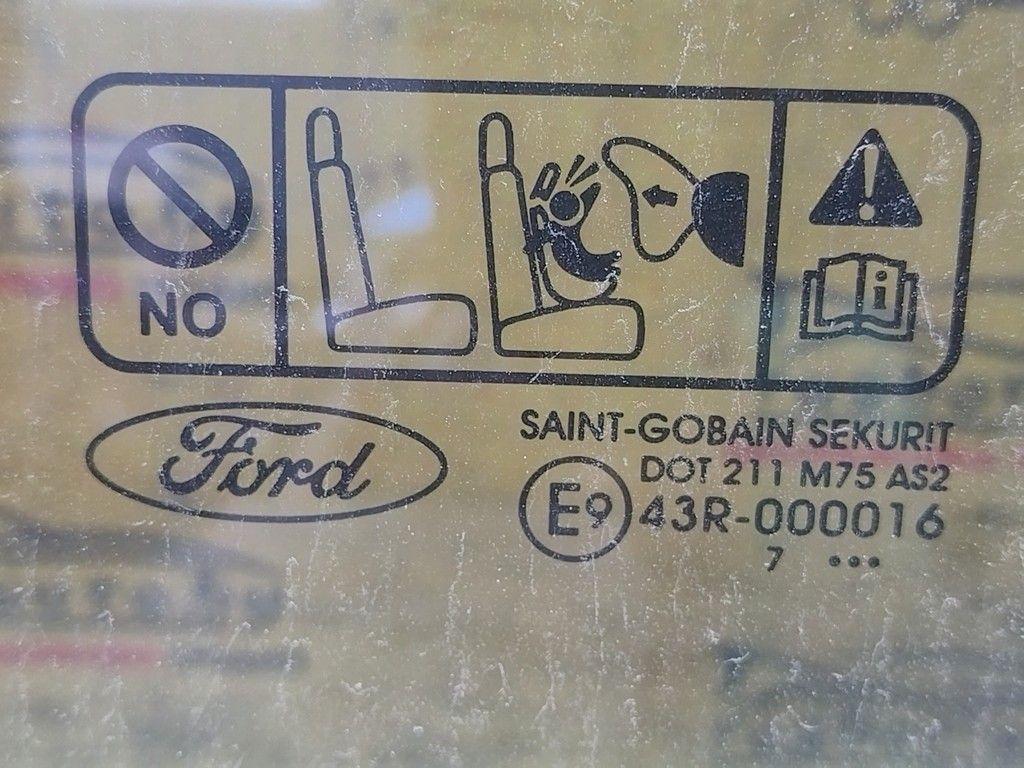 NO
i
Ford
SAINT-GOBAIN SEKURIT
DOT 211 M75 AS2
E9 43R-000016
7 •••